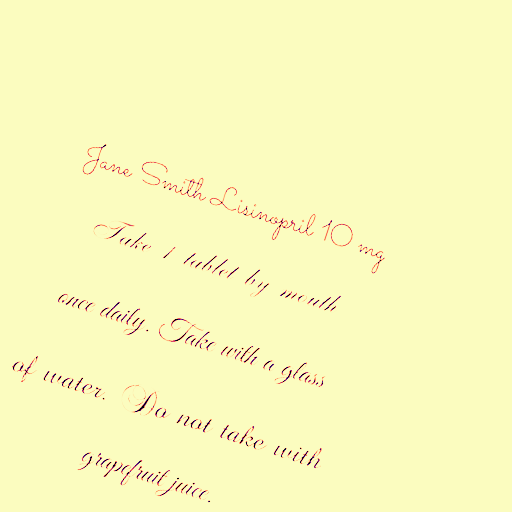 Jane Smith Lisinopril 10 mg
Take 1 tablet by mouth
once daily. Take with a glass
of water. Do not take with
grapefruit juice.